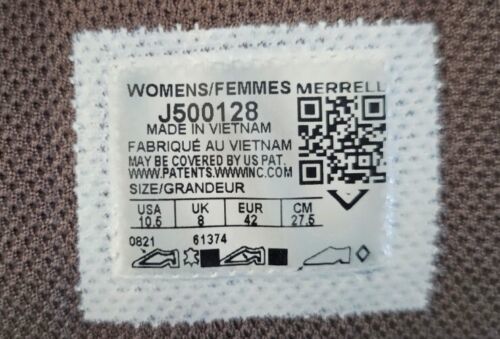 WOMENS/FEMMES MERRELL
J500128
MADE IN VIETNAM
FABRIQUÉ AU VIETNAM
MAY BE COVERED BY US PAT.
WWW.PATENTS.WWWINC.COM
SIZE/GRANDEUR
USA UK EUR CM
10.5 8 42 27.5
0821 61374